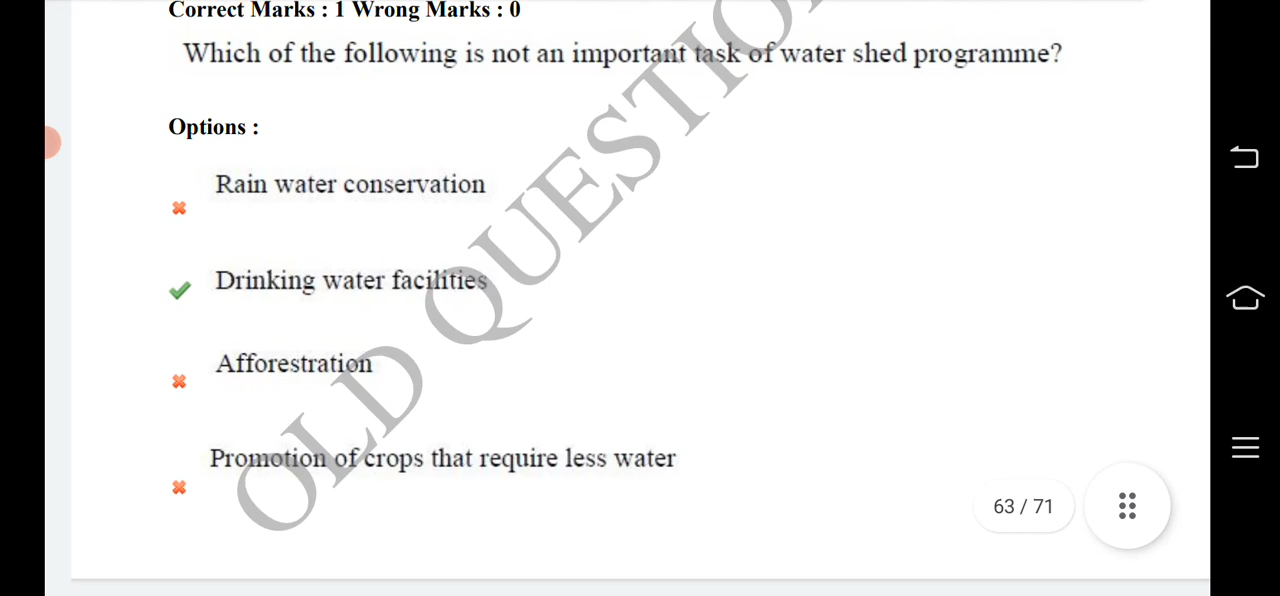 Correct Marks : 1 Wrong Marks : 0
Which of the following is not an important task of water shed programme?
Options :
Rain water conservation
Drinking water facilities
Afforestration
Promotion of crops that require less water
OLD QUESTIO
63 / 71